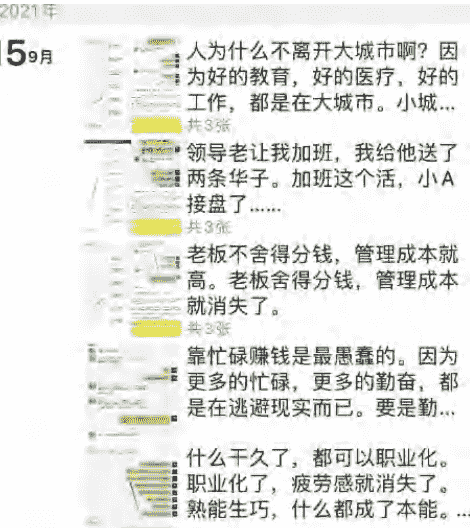 2021年
15 9月
人为什么不离开大城市啊？因
为好的教育，好的医疗，好的
工作，都是在大城市。小城...
共3张
领导老让我加班，我给他送了
两条华子。加班这个活，小A
接盘了......
共3张
老板不舍得分钱，管理成本就
高。老板舍得分钱，管理成本
就消失了。
共3张
靠忙碌赚钱是最愚蠢的。因为
更多的忙碌，更多的勤奋，都
是在逃避现实而已。要是勤...
什么干久了，都可以职业化。
职业化了，疲劳感就消失了。
熟能生巧，什么都成了本能。...